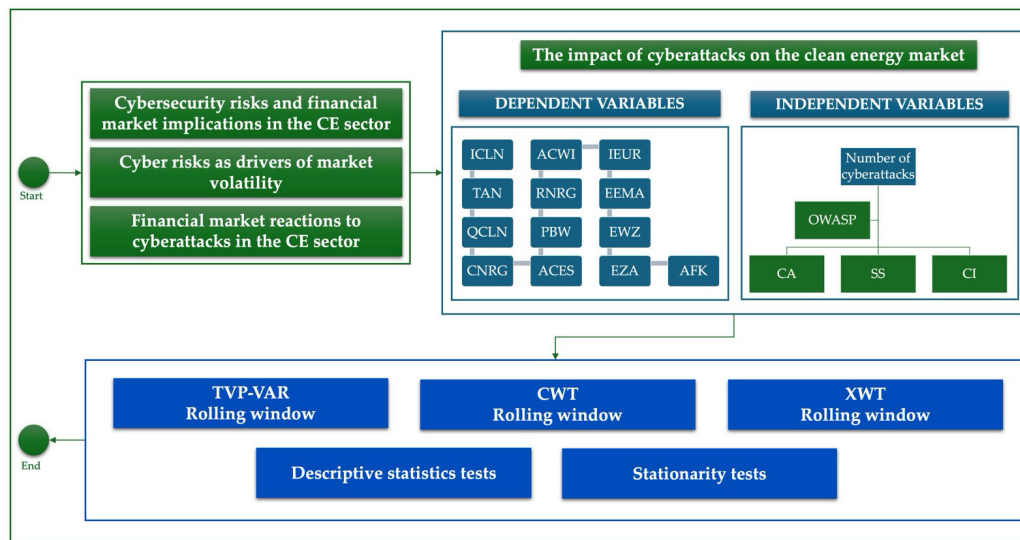 The impact of cyberattacks on the clean energy market
Cybersecurity risks and financial
market implications in the CE sector
Cyber risks as drivers of market
volatility
Financial market reactions to
cyberattacks in the CE sector
Start
DEPENDENT VARIABLES
ICLN
ACWI
IEUR
TAN
RNRG
EEMA
QCLN
PBW
EWZ
CNRG
ACES
EZA
AFK
INDEPENDENT VARIABLES
Number of
cyberattacks
OWASP
CA
SS
CI
TVP-VAR
Rolling window
CWT
Rolling window
XWT
Rolling window
Descriptive statistics tests
Stationarity tests
End